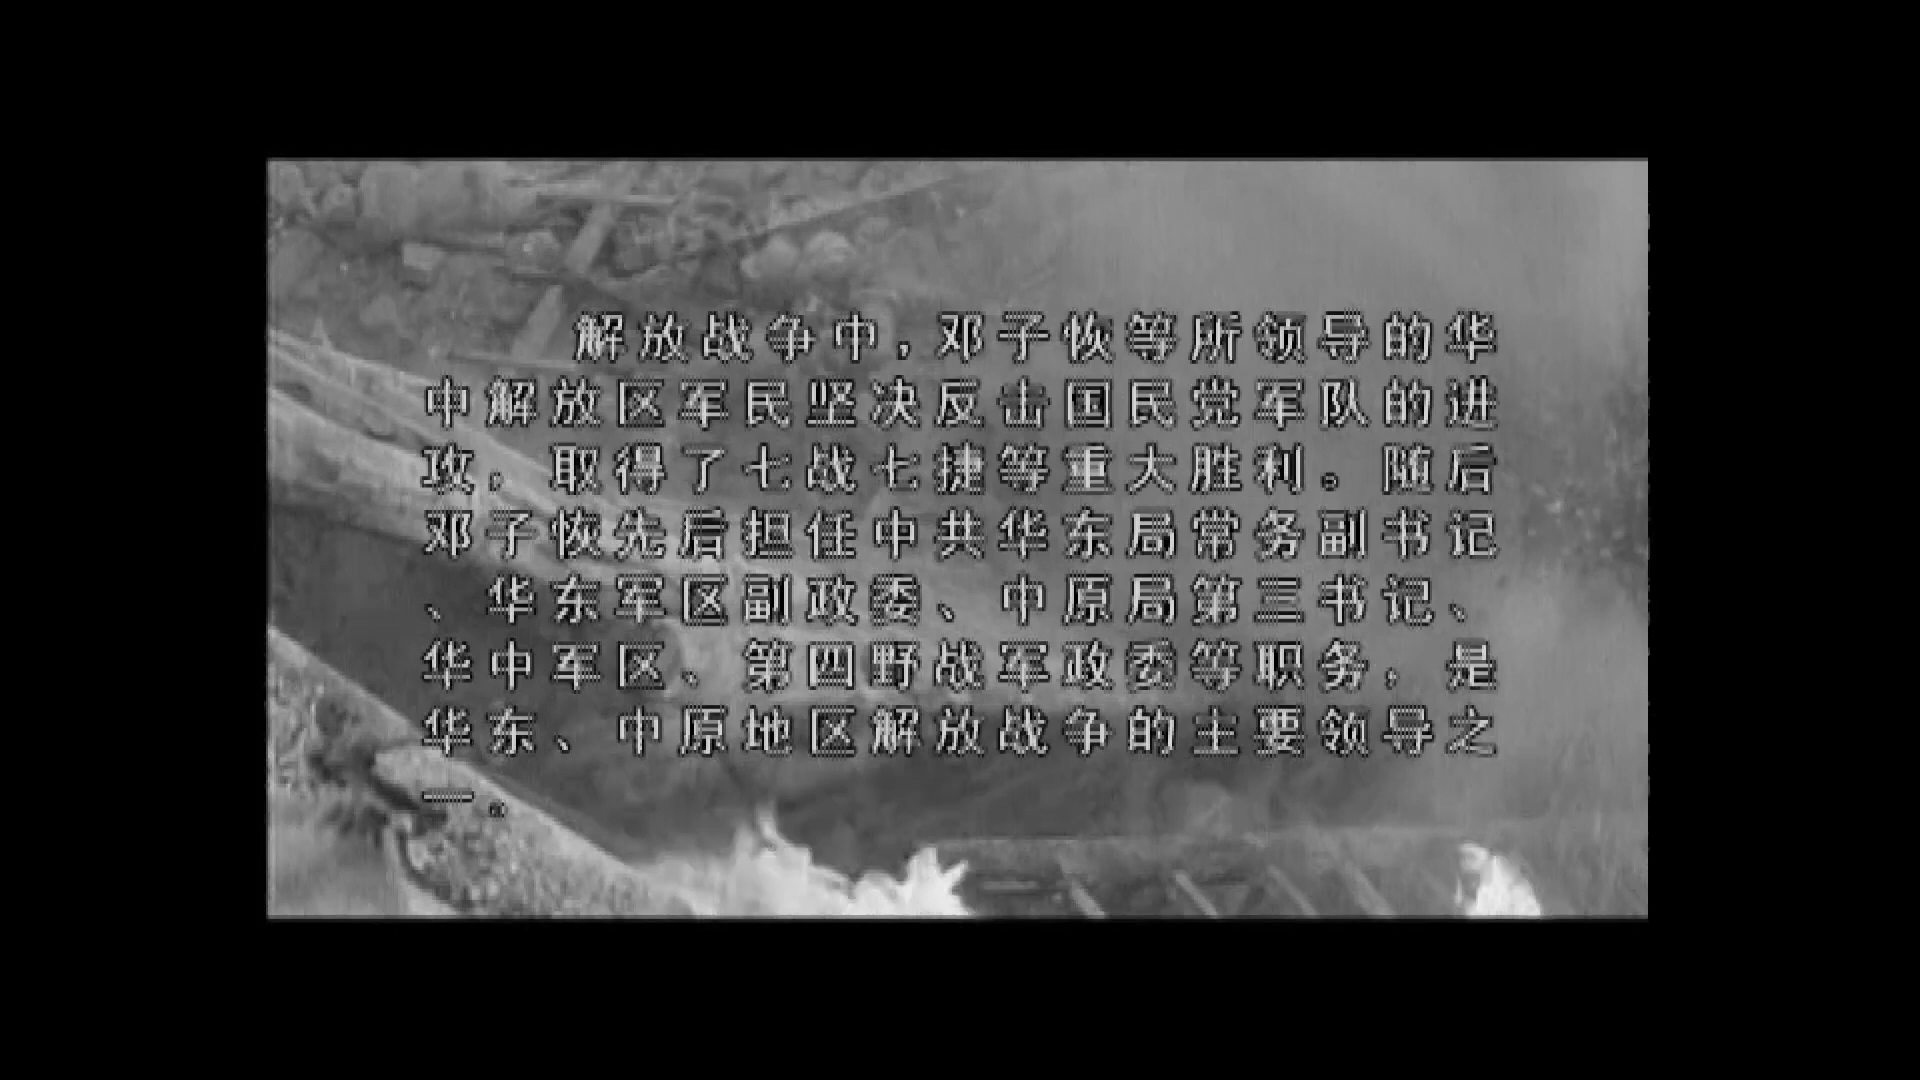 解放战争中，邓子恢等所领导的华
中解放区军民坚决反击国民党军队的进
攻，取得了七战七捷等重大胜利。随后
邓子恢先后担任中共华东局常务副书记
、华东军区副政委、中原局第三书记、
华中军区、第四野战军政委等职务，是
华东、中原地区解放战争的主要领导之
一。